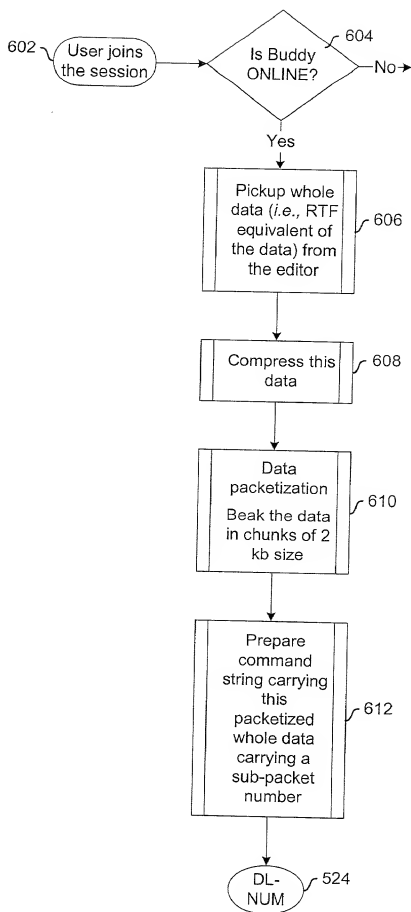 602
User joins
the session
604
Is Buddy
ONLINE?
No
Yes
Pickup whole
data (i.e., RTF
equivalent of
the data) from
the editor
606
Compress this
data
608
Data
packetization
Beak the data
in chunks of 2
kb size
610
Prepare
command
string carrying
this
packetized
whole data
carrying a
sub-packet
number
612
DL-
NUM
524